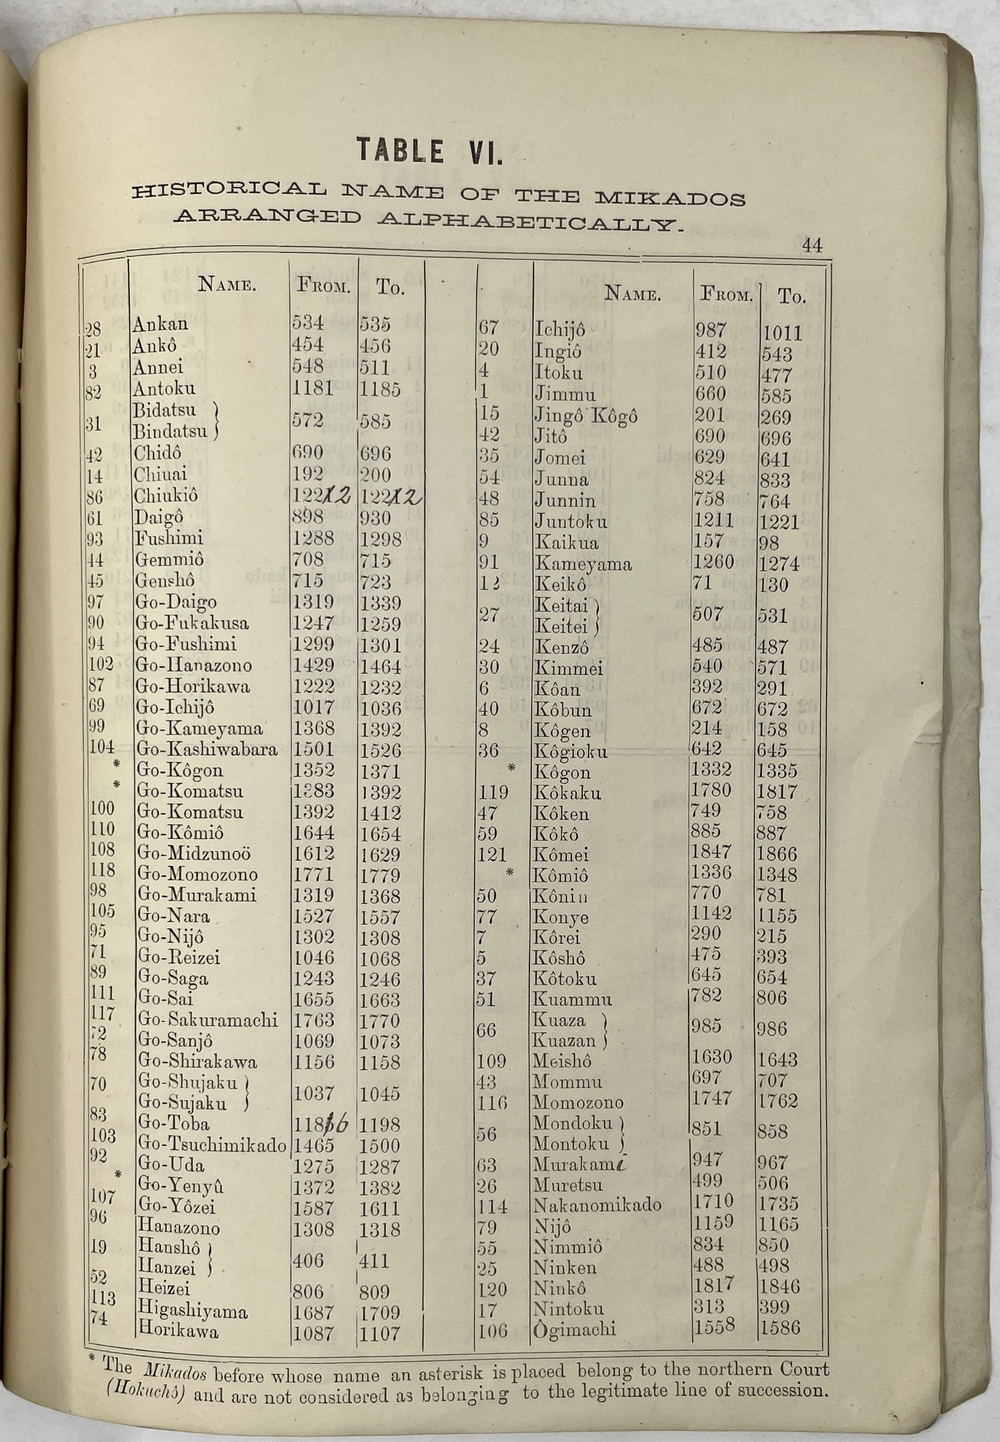 TABLE VI.
HISTORICAL NAME OF THE MIKADOS
ARRANGED ALPHABETICALLY.
44
NAME. FROM. TO.
28 Ankan 534 535
21 Ankô 454 456
3 Annei 548 511
82 Antoku 1181 1185
31 Bidatsu } 572 585
Bindatsu }
42 Chidô 690 696
14 Chiuai 192 200
86 Chiukiô 1222 1222
61 Daigô 898 930
93 Fushimi 1288 1298
44 Gemmiô 708 715
45 Genshô 715 723
97 Go-Daigo 1319 1339
90 Go-Fukakusa 1247 1259
94 Go-Fushimi 1299 1301
102 Go-Hanazono 1429 1464
87 Go-Horikawa 1222 1232
69 Go-Ichijô 1017 1036
99 Go-Kameyama 1368 1392
104 Go-Kashiwabara 1501 1526
* Go-Kôgon 1352 1371
* Go-Komatsu 1383 1392
100 Go-Komatsu 1392 1412
110 Go-Kômiô 1644 1654
108 Go-Midzunoö 1612 1629
118 Go-Momozono 1771 1779
98 Go-Murakami 1319 1368
105 Go-Nara 1527 1557
95 Go-Nijô 1302 1308
71 Go-Reizei 1046 1068
89 Go-Saga 1243 1246
111 Go-Sai 1655 1663
117 Go-Sakuramachi 1763 1770
72 Go-Sanjô 1069 1073
78 Go-Shirakawa 1156 1158
70 Go-Shujaku } 1037 1045
Go-Sujaku }
83 Go-Toba 1186 1198
103 Go-Tsuchimikado 1465 1500
92 Go-Uda 1275 1287
* Go-Yenyû 1372 1382
107 Go-Yôzei 1587 1611
96 Hanazono 1308 1318
19 Hanshô } 406 411
Hanzei }
52 Heizei 806 809
113 Higashiyama 1687 1709
74 Horikawa 1087 1107
NAME. FROM. TO.
67 Ichijô 987 1011
20 Ingiô 412 543
4 Itoku 510 477
1 Jimmu 660 585
15 Jingô Kôgô 201 269
42 Jitô 690 696
35 Jomei 629 641
54 Junna 824 833
48 Junnin 758 764
85 Juntoku 1211 1221
9 Kaikua 157 98
91 Kameyama 1260 1274
12 Keikô 71 130
27 Keitai } 507 531
Keitei }
24 Kenzô 485 487
30 Kimmei 540 571
6 Kôan 392 291
40 Kôbun 672 672
8 Kôgen 214 158
36 Kôgioku 642 645
* Kôgon 1332 1335
119 Kôkaku 1780 1817
47 Kôken 749 758
59 Kôkô 885 887
121 Kômei 1847 1866
* Kômiô 1336 1348
50 Kônin 770 781
77 Konye 1142 1155
7 Kôrei 290 215
5 Kôshô 475 393
37 Kôtoku 645 654
51 Kuammu 782 806
66 Kuaza } 985 986
Kuazan }
109 Meishô 1630 1643
43 Mommu 697 707
116 Momozono 1747 1762
56 Mondoku } 851 858
Montoku }
63 Murakami 947 967
26 Muretsu 499 506
114 Nakanomikado 1710 1735
79 Nijô 1159 1165
55 Nimmiô 834 850
25 Ninken 488 498
120 Ninkô 1817 1846
17 Nintoku 313 399
106 Ôgimachi 1558 1586
* The Mikados before whose name an asterisk is placed belong to the northern Court
(Hokuchô) and are not considered as belonging to the legitimate line of succession.